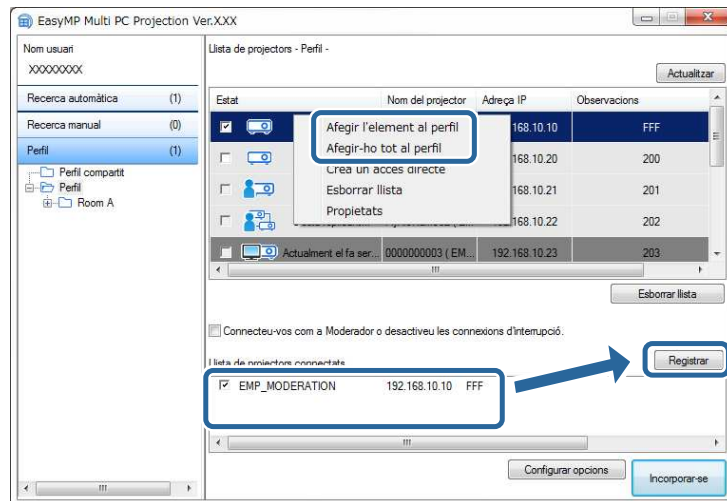 EasyMP Multi PC Projection Ver.X.XX
Nom usuari
XXXXXXXX
Recerca automàtica (1)
Recerca manual (0)
Perfil (1)
Perfil compartit
Perfil
Room A
Llista de projectors - Perfil -
Actualitzar
Estat Nom del projector Adreça IP Observacions
168.10.10 FFF
168.10.20 200
168.10.21 201
168.10.22 202
Actualment el fa ser... 0000000003 ( EM... 192.168.10.23 203
Afegir l'element al perfil
Afegir-ho tot al perfil
Crea un accés directe
Esborrar llista
Propietats
Esborrar llista
Connecteu-vos com a Moderador o desactiveu les connexions d'interrupció.
Llista de projectors connectats
Registrar
EMP_MODERATION 192.168.10.10 FFF
Configurar opcions
Incorporar-se